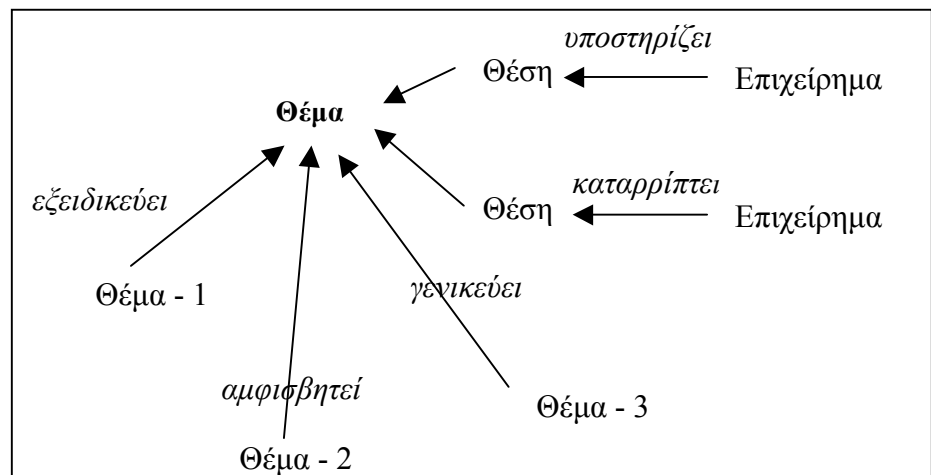 υποστηρίζει
Θέση
Επιχείρημα
Θέμα
εξειδικεύει
καταρρίπτει
Θέση
Επιχείρημα
Θέμα - 1
γενικεύει
αμφισβητεί
Θέμα - 3
Θέμα - 2